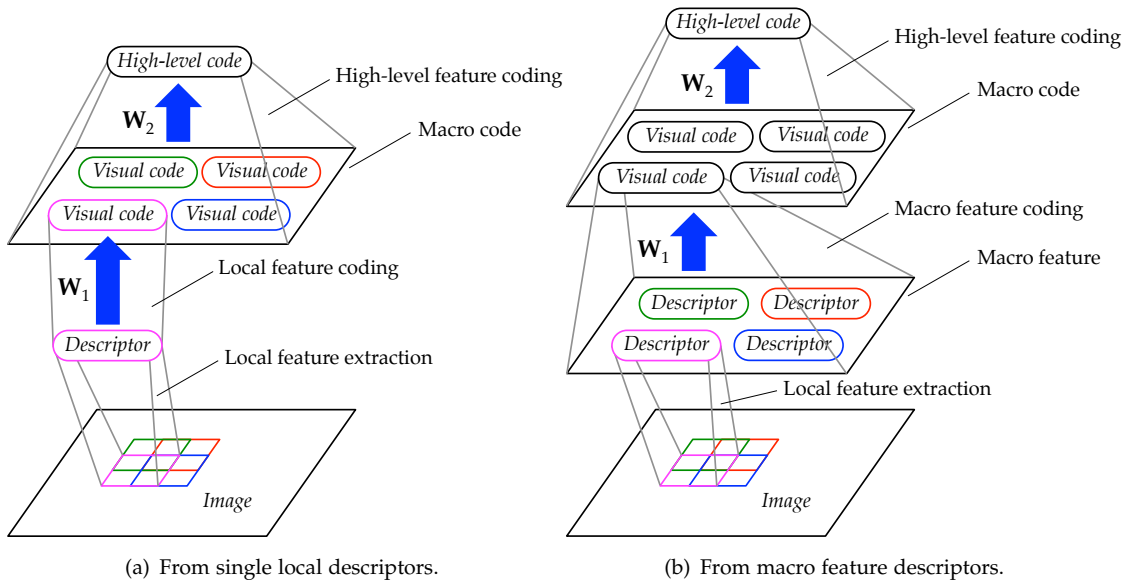 High-level code
High-level feature coding
W2
Macro code
Visual code
Visual code
Visual code
Visual code
Local feature coding
W1
Descriptor
Local feature extraction
Image
(a) From single local descriptors.
High-level code
High-level feature coding
W2
Macro code
Visual code
Visual code
Visual code
Visual code
Macro feature coding
W1
Macro feature
Descriptor
Descriptor
Descriptor
Descriptor
Local feature extraction
Image
(b) From macro feature descriptors.